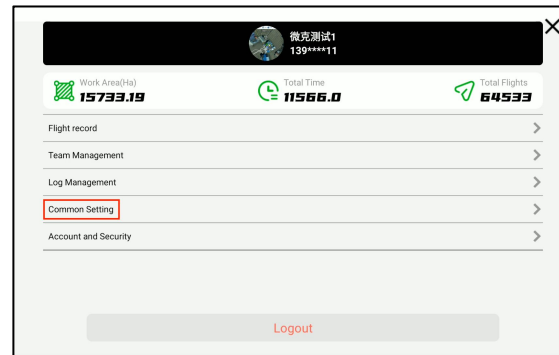 微克测试1
139****11
Work Area(Ha)
15733.19
Total Time
11566.0
Total Flights
64533
Flight record
Team Management
Log Management
Common Setting
Account and Security
Logout